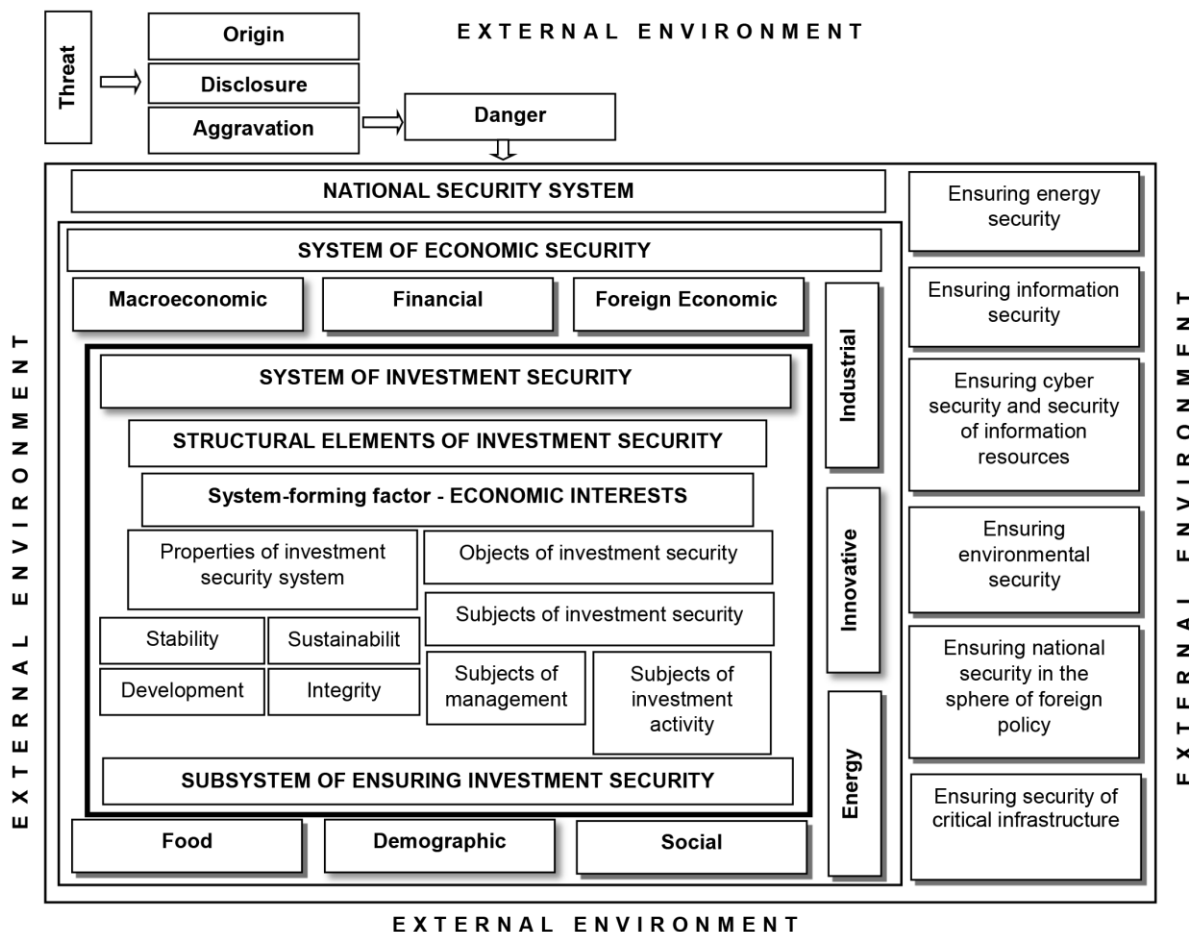 EXTERNAL ENVIRONMENT
Threat
Origin
Disclosure
Aggravation
Danger
NATIONAL SECURITY SYSTEM
SYSTEM OF ECONOMIC SECURITY
Macroeconomic
Financial
Foreign Economic
Industrial
Innovative
Energy
SYSTEM OF INVESTMENT SECURITY
STRUCTURAL ELEMENTS OF INVESTMENT SECURITY
System-forming factor - ECONOMIC INTERESTS
Properties of investment
security system
Objects of investment security
Subjects of investment security
Stability
Sustainabilit
Development
Integrity
Subjects of
management
Subjects of
investment
activity
SUBSYSTEM OF ENSURING INVESTMENT SECURITY
Food
Demographic
Social
Ensuring energy
security
Ensuring information
security
Ensuring cyber
security and security
of information
resources
Ensuring
environmental
security
Ensuring national
security in the
sphere of foreign
policy
Ensuring security of
critical infrastructure
EXTERNAL ENVIRONMENT
EXTERNAL ENVIRONMENT
EXTERNAL ENVIRONMENT